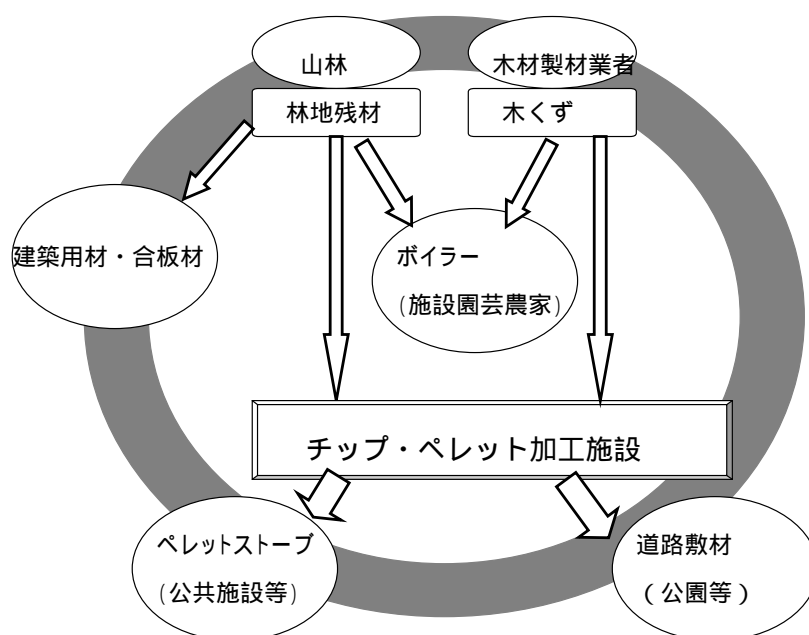 山林
木材製材業者
林地残材
木くず
建築用材・合板材
ボイラー
(施設園芸農家)
チップ・ペレット加工施設
ペレットストーブ
(公共施設等)
道路敷材
(公園等)